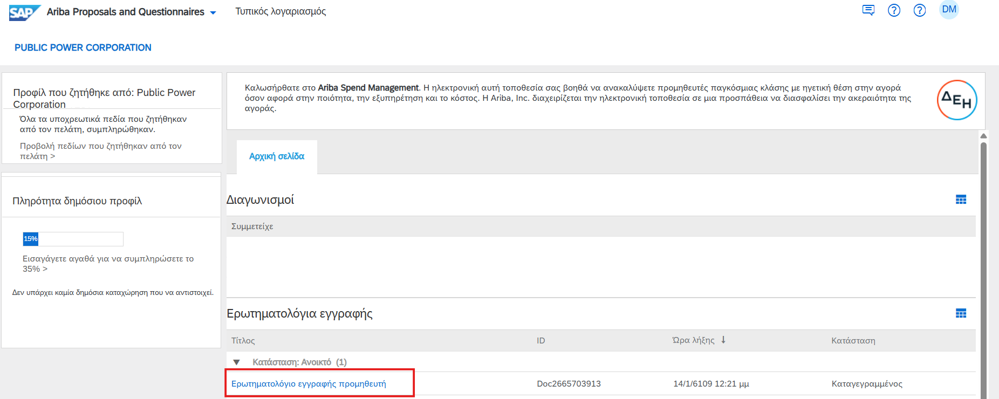 SAP Ariba Proposals and Questionnaires Τυπικός λογαριασμός DM
PUBLIC POWER CORPORATION
Προφίλ που ζητήθηκε από: Public Power
Corporation
Όλα τα υποχρεωτικά πεδία που ζητήθηκαν
από τον πελάτη, συμπληρώθηκαν.
Προβολή πεδίων που ζητήθηκαν από τον
πελάτη >
Πληρότητα δημόσιου προφίλ
15%
Εισαγάγετε αγαθά για να συμπληρώσετε το
35% >
Δεν υπάρχει καμία δημόσια καταχώρηση που να αντιστοιχεί.
Καλωσήρθατε στο Ariba Spend Management. Η ηλεκτρονική αυτή τοποθεσία σας βοηθά να ανακαλύψετε προμηθευτές παγκόσμιας κλάσης με ηγετική θέση στην αγορά
όσον αφορά στην ποιότητα, την εξυπηρέτηση και το κόστος. Η Ariba, Inc. διαχειρίζεται την ηλεκτρονική τοποθεσία σε μια προσπάθεια να διασφαλίσει την ακεραιότητα της
αγοράς.
ΔΕΗ
Αρχική σελίδα
Διαγωνισμοί
Συμμετείχε
Ερωτηματολόγια εγγραφής
Τίτλος ID Ώρα λήξης ↓ Κατάσταση
▼ Κατάσταση: Ανοικτό (1)
Ερωτηματολόγιο εγγραφής προμηθευτή Doc2665703913 14/1/6109 12:21 μμ Καταγεγραμμένος